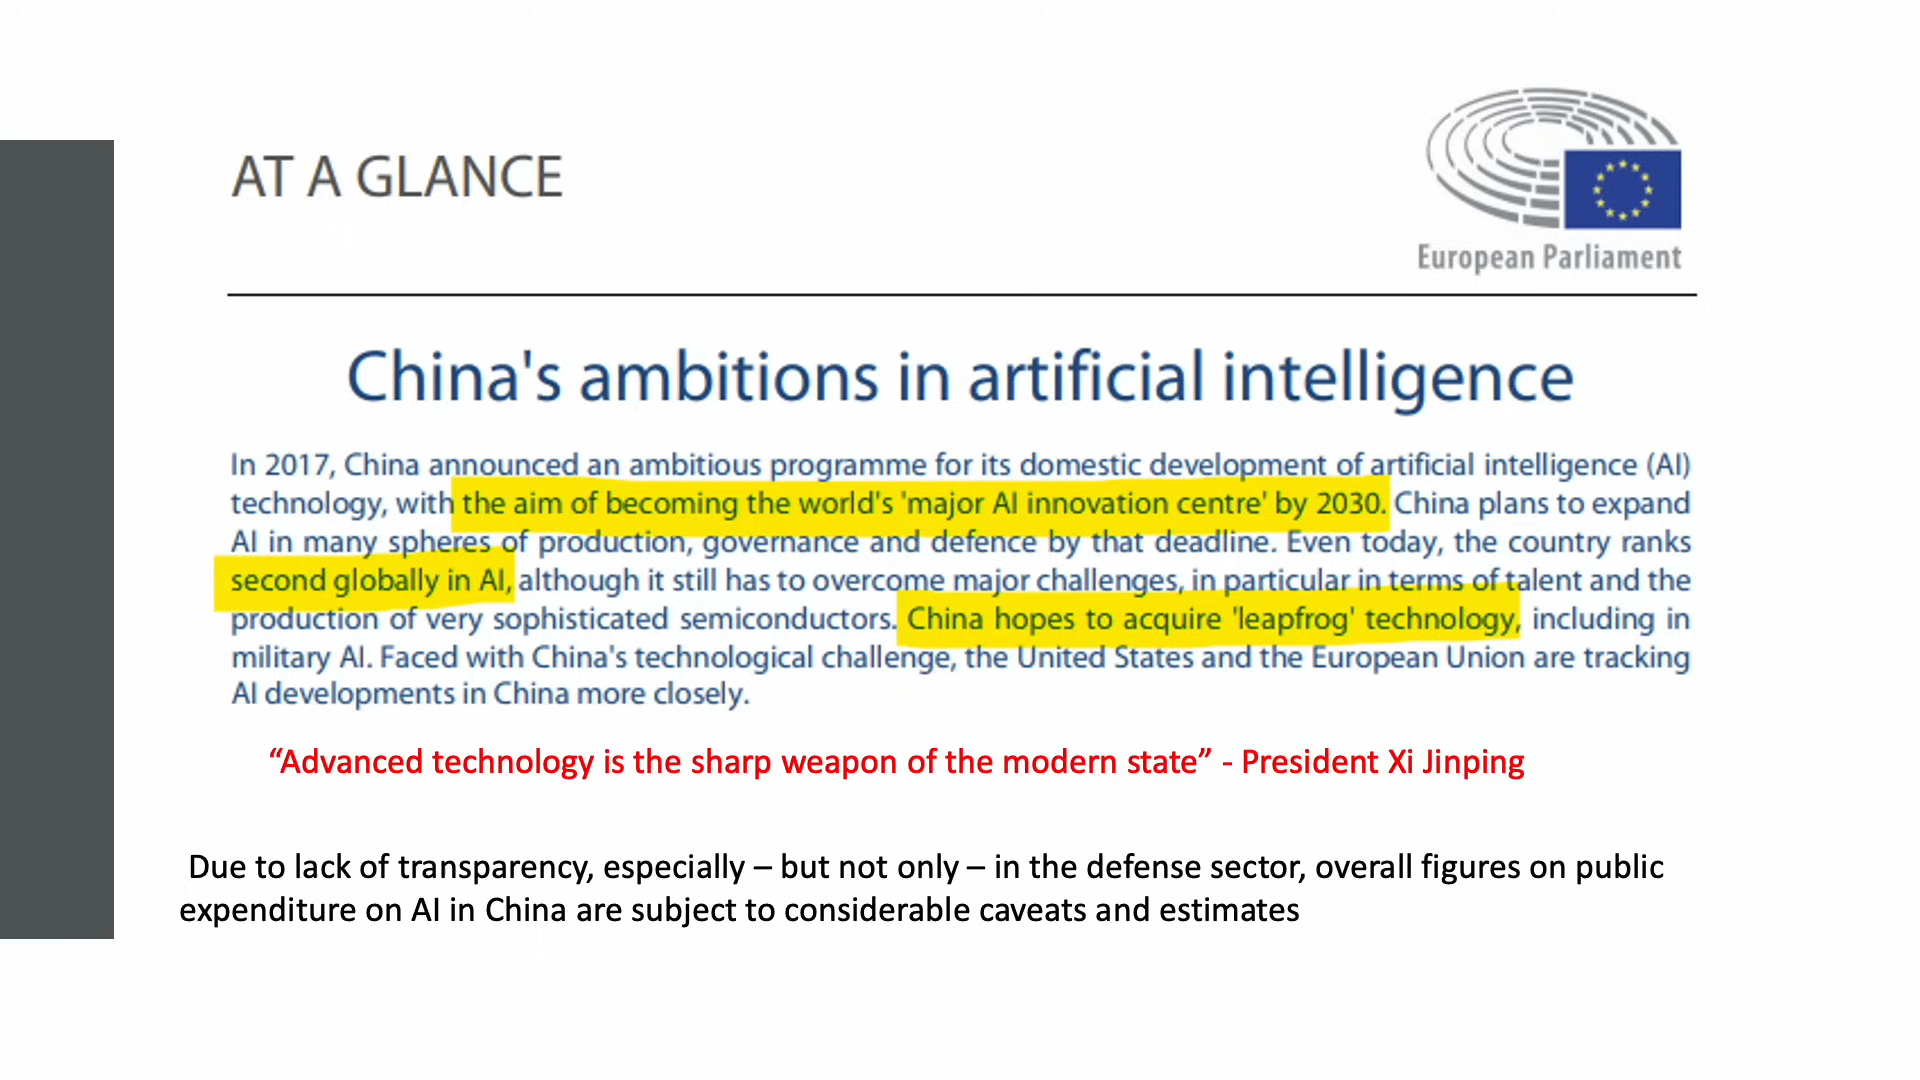 AT A GLANCE
European Parliament
China's ambitions in artificial intelligence
In 2017, China announced an ambitious programme for its domestic development of artificial intelligence (AI)
technology, with the aim of becoming the world's 'major AI innovation centre' by 2030. China plans to expand
AI in many spheres of production, governance and defence by that deadline. Even today, the country ranks
second globally in AI, although it still has to overcome major challenges, in particular in terms of talent and the
production of very sophisticated semiconductors. China hopes to acquire 'leapfrog' technology, including in
military AI. Faced with China's technological challenge, the United States and the European Union are tracking
AI developments in China more closely.
“Advanced technology is the sharp weapon of the modern state” - President Xi Jinping
Due to lack of transparency, especially – but not only – in the defense sector, overall figures on public
expenditure on AI in China are subject to considerable caveats and estimates